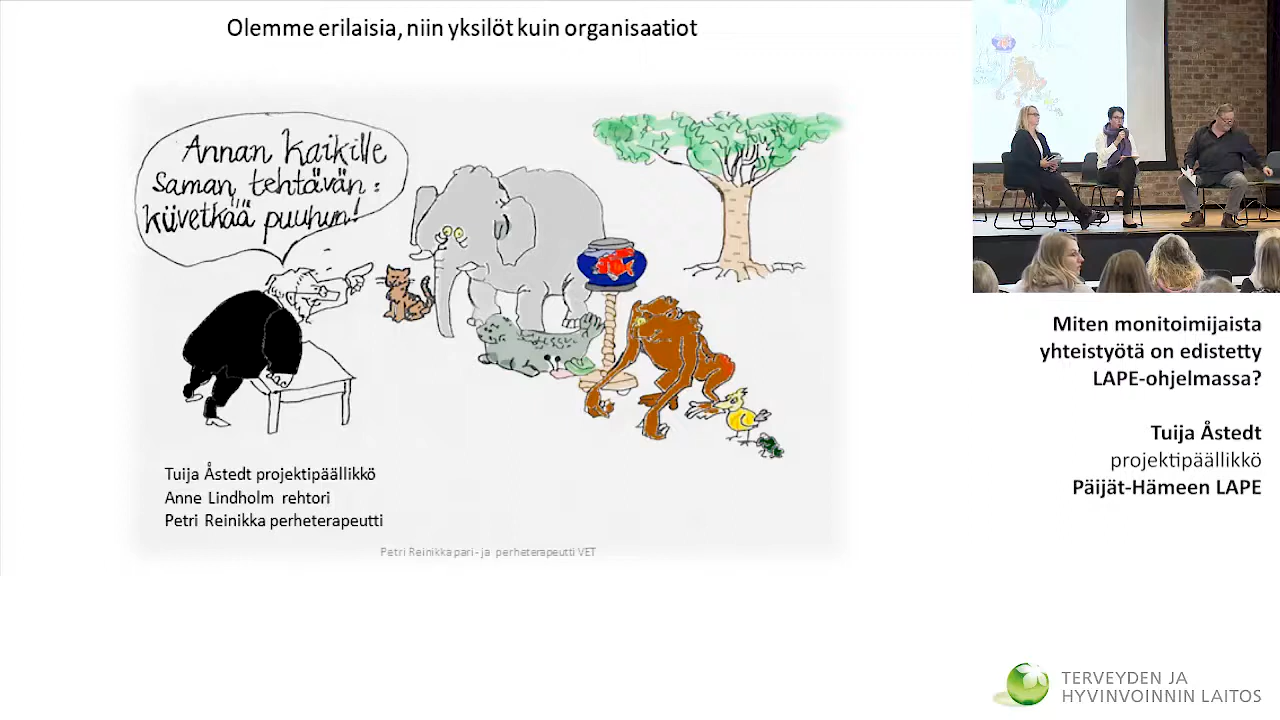 Olemme erilaisia, niin yksilöt kuin organisaatiot
Annan kaikille
saman tehtävän:
kiivetkää puuhun!
Tuija Åstedt projektipäällikkö
Anne Lindholm rehtori
Petri Reinikka perheterapeutti
Petri Reinikka pari- ja perheterapeutti VET
Miten monitoimijaista
yhteistyötä on edistetty
LAPE-ohjelmassa?
Tuija Åstedt
projektipäällikkö
Päijät-Hämeen LAPE
TERVEYDEN JA
HYVINVOINNIN LAITOS